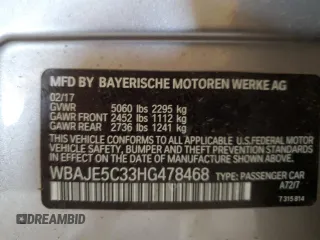 MFD BY BAYERISCHE MOTOREN WERKE AG
02/17
GVWR 5060 lbs 2295 kg
GAWR FRONT 2452 lbs 1112 kg
GAWR REAR 2736 lbs 1241 kg
THIS VEHICLE CONFORMS TO ALL APPLICABLE U.S. FEDERAL MOTOR
VEHICLE SAFETY, BUMPER, AND THEFT PREVENTION STANDARDS
IN EFFECT ON THE DATE OF MANUFACTURE SHOWN ABOVE.
WBAJE5C33HG478468 TYPE: PASSENGER CAR
A72/7
7 315 814
DREAMBID
DREAMBID